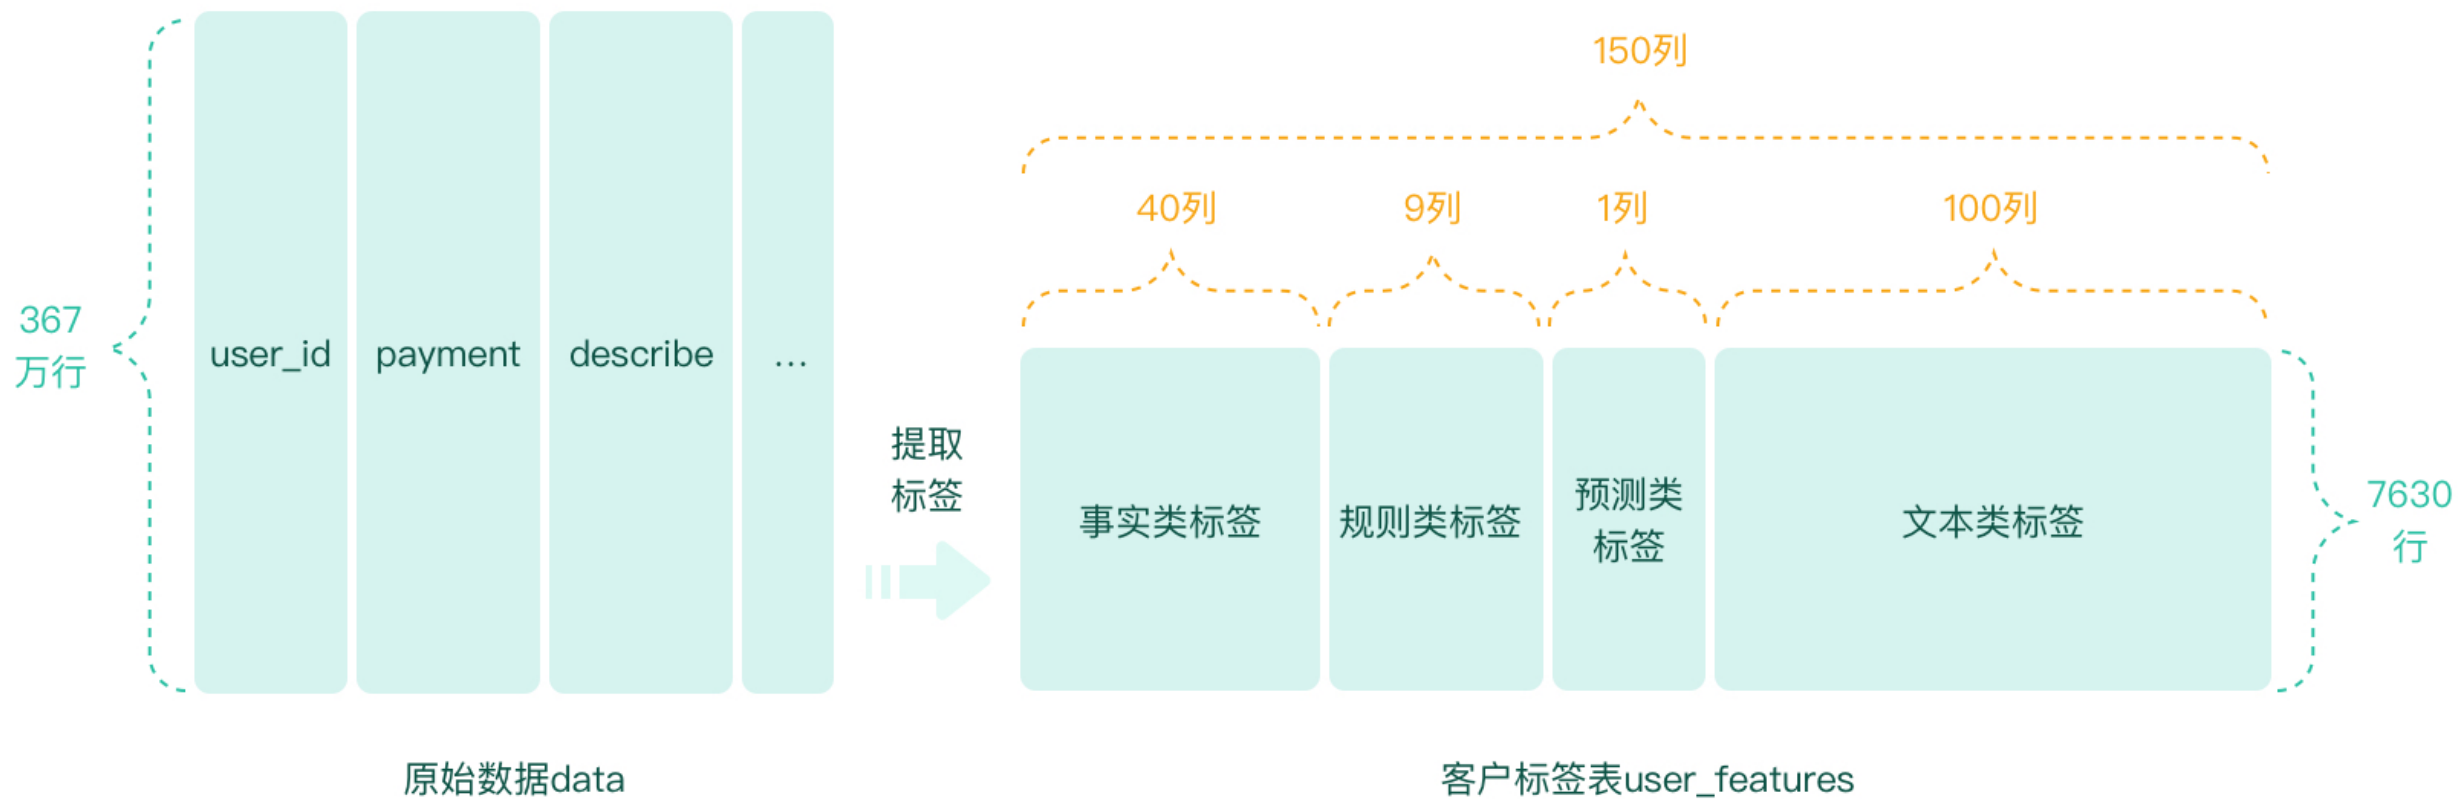 367
万行
user_id
payment
describe
...
原始数据data
提取
标签
150列
40列
9列
1列
100列
事实类标签
规则类标签
预测类
标签
文本类标签
7630
行
客户标签表user_features